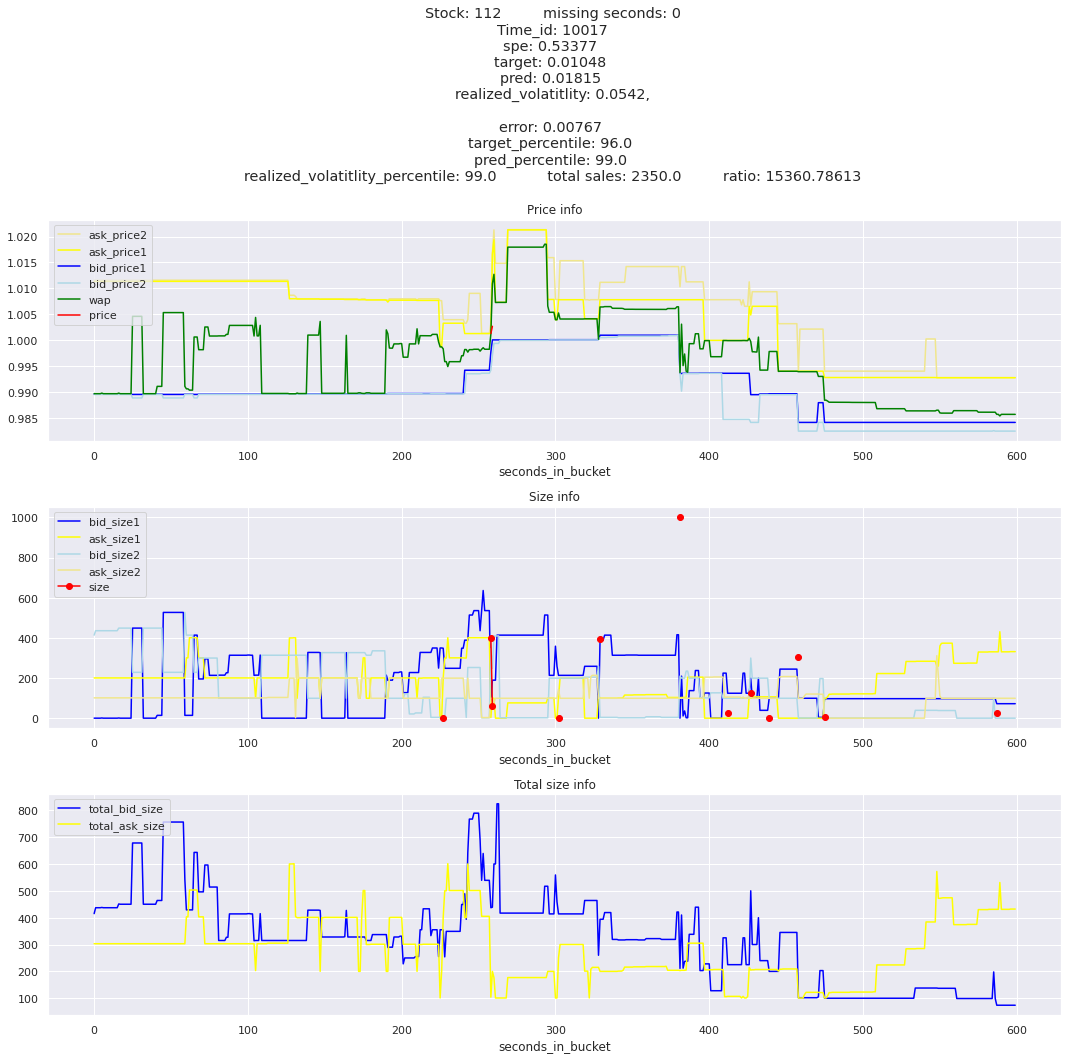 Stock: 112 missing seconds: 0
Time_id: 10017
spe: 0.53377
target: 0.01048
pred: 0.01815
realized_volatitlity: 0.0542,
error: 0.00767
target_percentile: 96.0
pred_percentile: 99.0
realized_volatitlity_percentile: 99.0 total sales: 2350.0 ratio: 15360.78613
Price info
1.020
1.015
1.010
1.005
1.000
0.995
0.990
0.985
ask_price2
ask_price1
bid_price1
bid_price2
wap
price
0 100 200 300 400 500 600
seconds_in_bucket
Size info
1000
800
600
400
200
0
bid_size1
ask_size1
bid_size2
ask_size2
size
0 100 200 300 400 500 600
seconds_in_bucket
Total size info
800
700
600
500
400
300
200
100
total_bid_size
total_ask_size
0 100 200 300 400 500 600
seconds_in_bucket